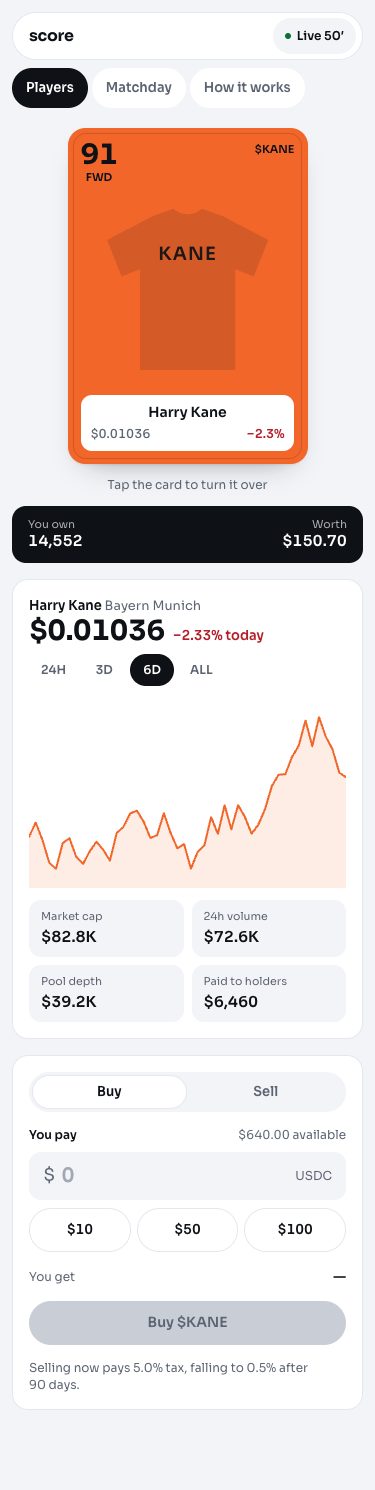 score
Live 50'
Players
Matchday
How it works
91
FWD
$KANE
KANE
Harry Kane
$0.01036
−2.3%
Tap the card to turn it over
You own
Worth
14,552
$150.70
Harry Kane Bayern Munich
$0.01036 −2.33% today
24H
3D
6D
ALL
Market cap
$82.8K
24h volume
$72.6K
Pool depth
$39.2K
Paid to holders
$6,460
Buy
Sell
You pay
$640.00 available
$ 0
USDC
$10
$50
$100
You get
—
Buy $KANE
Selling now pays 5.0% tax, falling to 0.5% after
90 days.